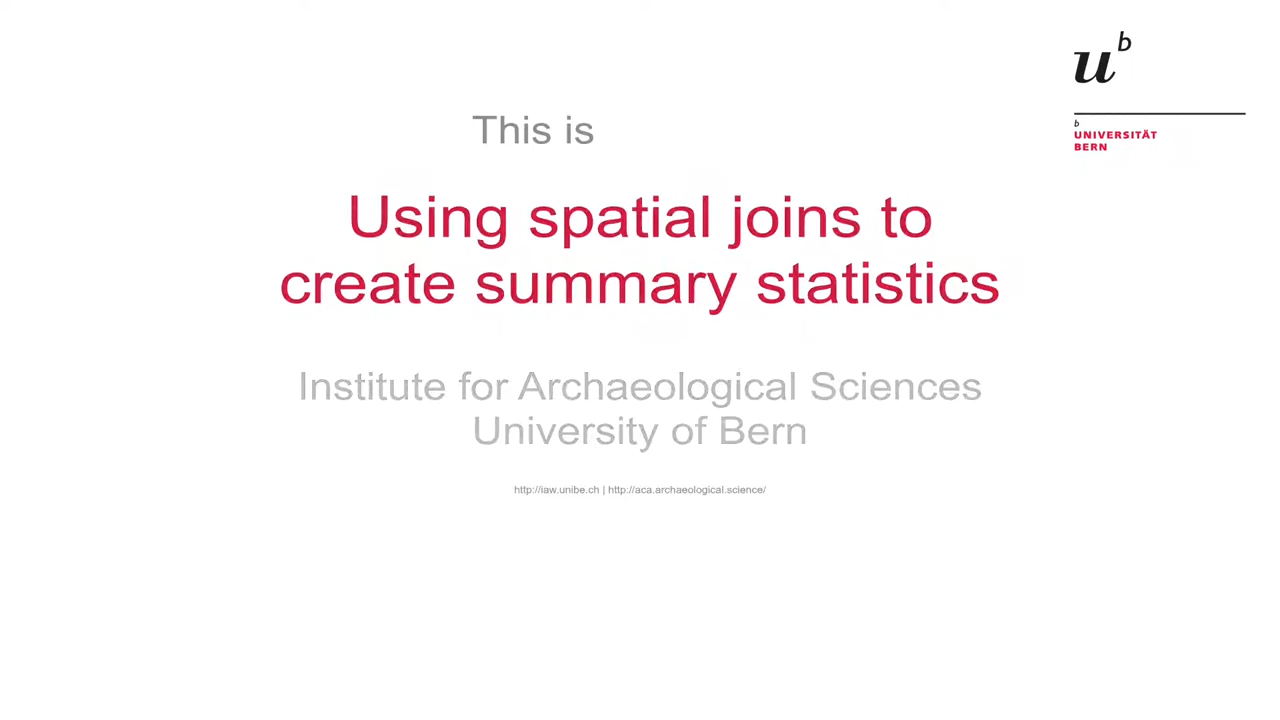 u b
b
UNIVERSITÄT
BERN
This is
Using spatial joins to
create summary statistics
Institute for Archaeological Sciences
University of Bern
http://iaw.unibe.ch | http://aca.archaeological.science/